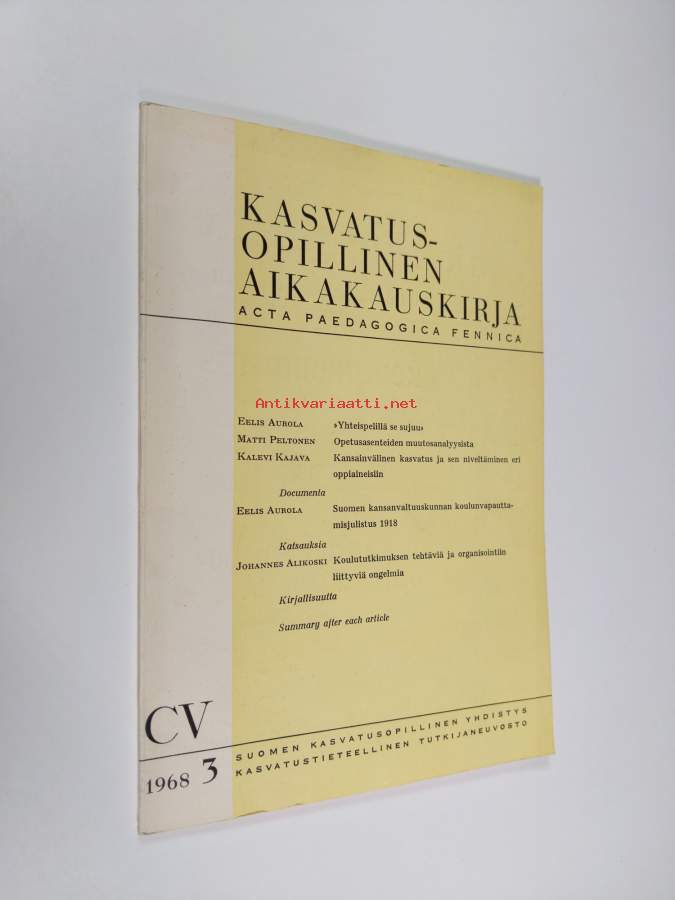 KASVATUS-
OPILLINEN
AIKAKAUSKIRJA
ACTA PAEDAGOGICA FENNICA
Antikvariaatti.net
EELIS AUROLA »Yhteispelillä se sujuu»
MATTI PELTONEN Opetusasenteiden muutosanalyysista
KALEVI KAJAVA Kansainvälinen kasvatus ja sen niveltäminen eri
oppiaineisiin
Documenta
EELIS AUROLA Suomen kansanvaltuuskunnan koulunvapautta-
misjulistus 1918
Katsauksia
JOHANNES ALIKOSKI Koulututkimuksen tehtäviä ja organisointiin
liittyviä ongelmia
Kirjallisuutta
Summary after each article
CV
1968 3
SUOMEN KASVATUSOPILLINEN YHDISTYS
KASVATUSTIETEELLINEN TUTKIJANEUVOSTO